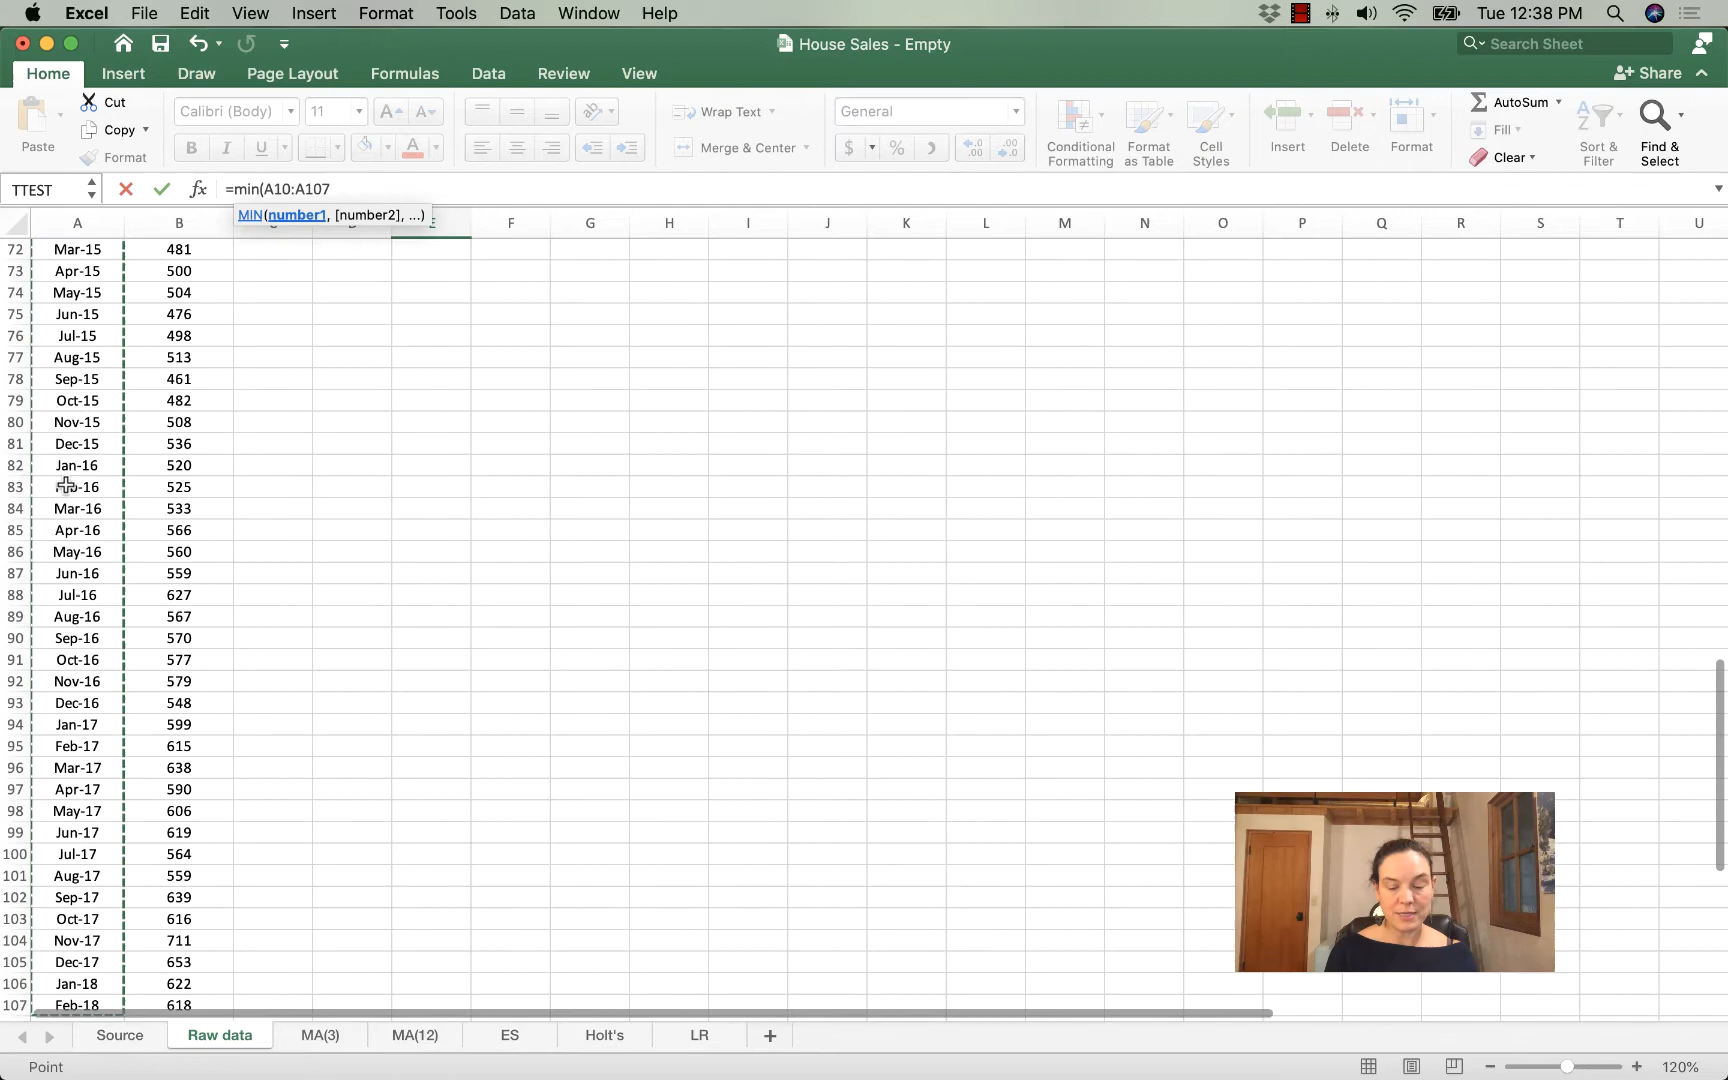 Excel File Edit View Insert Format Tools Data Window Help Tue 12:38 PM
House Sales - Empty
Search Sheet
Home Insert Draw Page Layout Formulas Data Review View Share
Paste
Cut
Copy
Format
Calibri (Body) 11
B I U
Wrap Text
Merge & Center
General
$ %
Conditional Formatting
Format as Table
Cell Styles
Insert
Delete
Format
AutoSum
Fill
Clear
Sort & Filter
Find & Select
TTEST fx =min(A10:A107
MIN(number1, [number2], ...)
A B E F G H I J K L M N O P Q R S T U
72 Mar-15 481
73 Apr-15 500
74 May-15 504
75 Jun-15 476
76 Jul-15 498
77 Aug-15 513
78 Sep-15 461
79 Oct-15 482
80 Nov-15 508
81 Dec-15 536
82 Jan-16 520
83 -16 525
84 Mar-16 533
85 Apr-16 566
86 May-16 560
87 Jun-16 559
88 Jul-16 627
89 Aug-16 567
90 Sep-16 570
91 Oct-16 577
92 Nov-16 579
93 Dec-16 548
94 Jan-17 599
95 Feb-17 615
96 Mar-17 638
97 Apr-17 590
98 May-17 606
99 Jun-17 619
100 Jul-17 564
101 Aug-17 559
102 Sep-17 639
103 Oct-17 616
104 Nov-17 711
105 Dec-17 653
106 Jan-18 622
107 Feb-18 618
Source Raw data MA(3) MA(12) ES Holt's LR
Point 120%